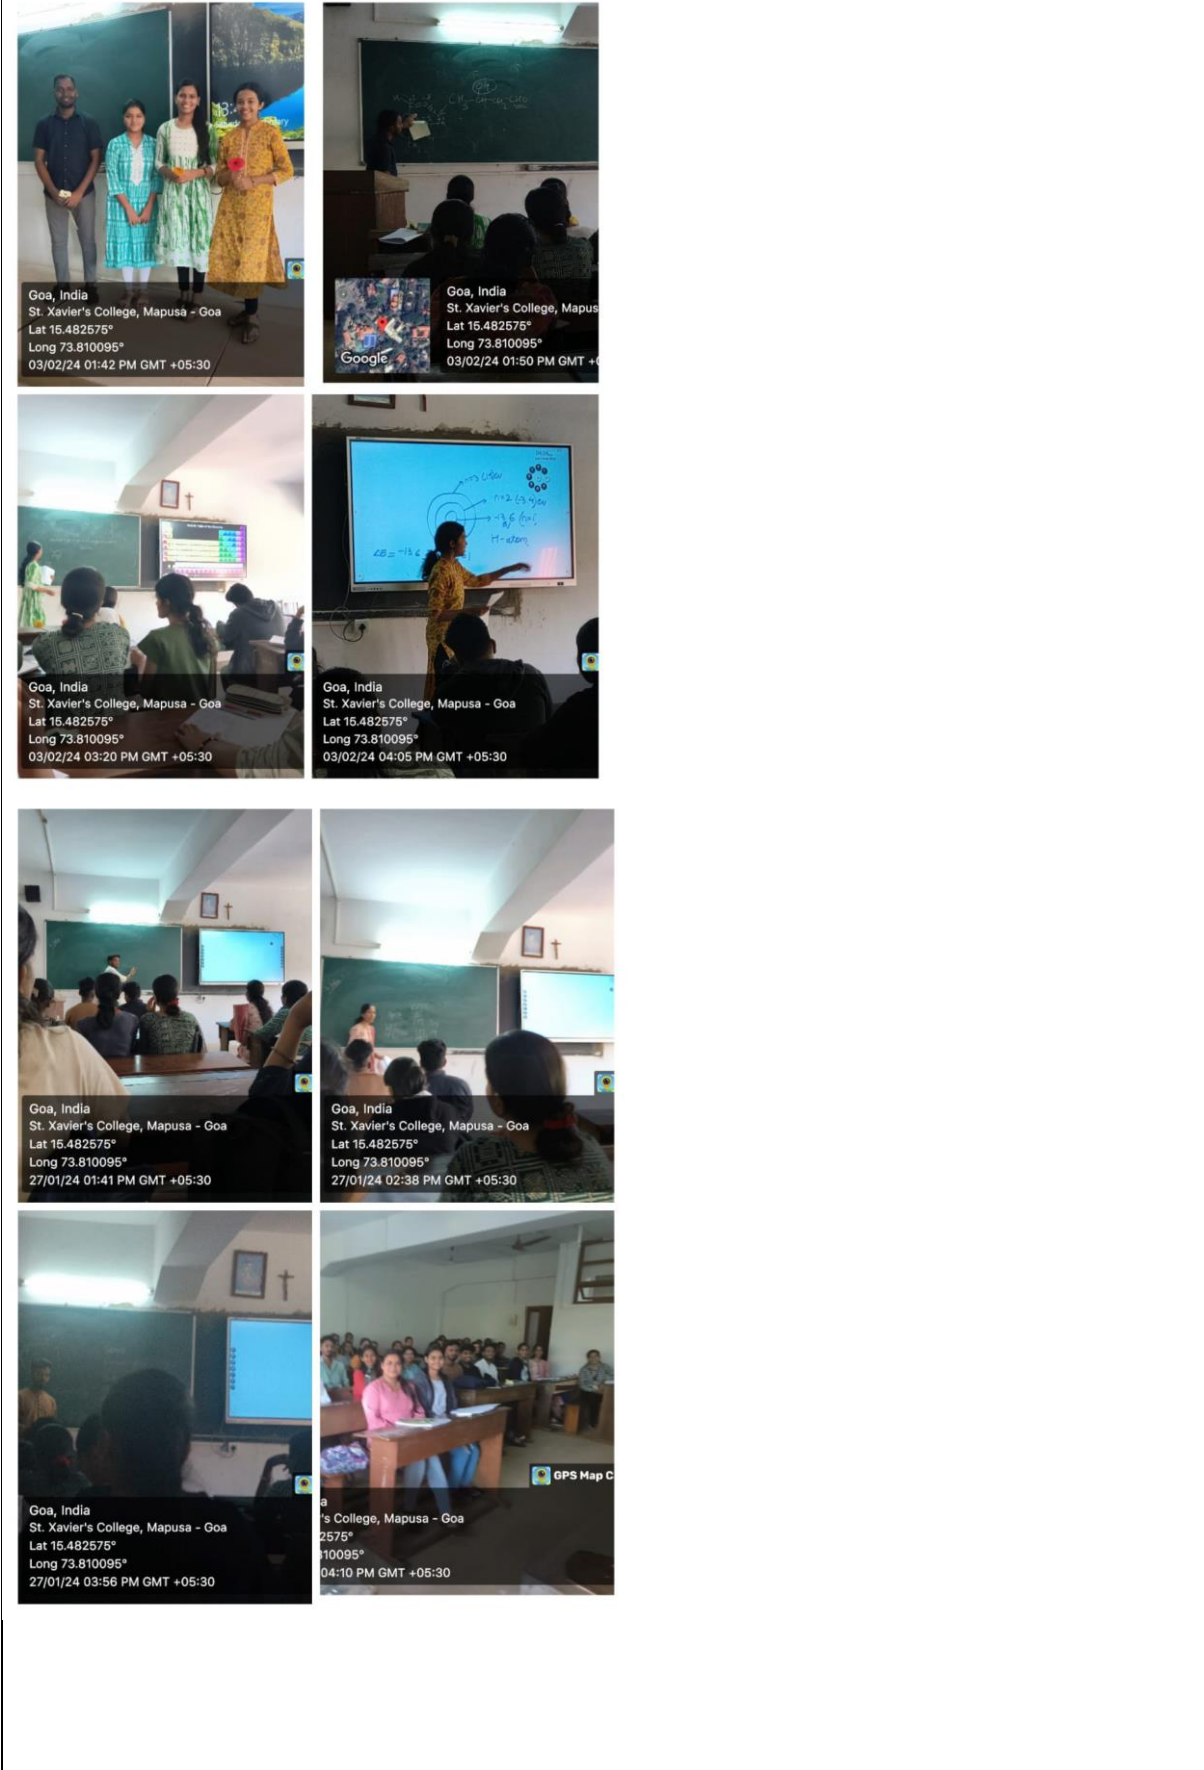 13:4
Goa, India
St. Xavier's College, Mapusa - Goa
Lat 15.482575°
Long 73.810095°
03/02/24 01:42 PM GMT +05:30
Google
Goa, India
St. Xavier's College, Mapus
Lat 15.482575°
Long 73.810095°
03/02/24 01:50 PM GMT +0
Goa, India
St. Xavier's College, Mapusa - Goa
Lat 15.482575°
Long 73.810095°
03/02/24 03:20 PM GMT +05:30
H-atom
Goa, India
St. Xavier's College, Mapusa - Goa
Lat 15.482575°
Long 73.810095°
03/02/24 04:05 PM GMT +05:30
Goa, India
St. Xavier's College, Mapusa - Goa
Lat 15.482575°
Long 73.810095°
27/01/24 01:41 PM GMT +05:30
Goa, India
St. Xavier's College, Mapusa - Goa
Lat 15.482575°
Long 73.810095°
27/01/24 02:38 PM GMT +05:30
Goa, India
St. Xavier's College, Mapusa - Goa
Lat 15.482575°
Long 73.810095°
27/01/24 03:56 PM GMT +05:30
GPS Map C
a
's College, Mapusa - Goa
2575°
10095°
04:10 PM GMT +05:30